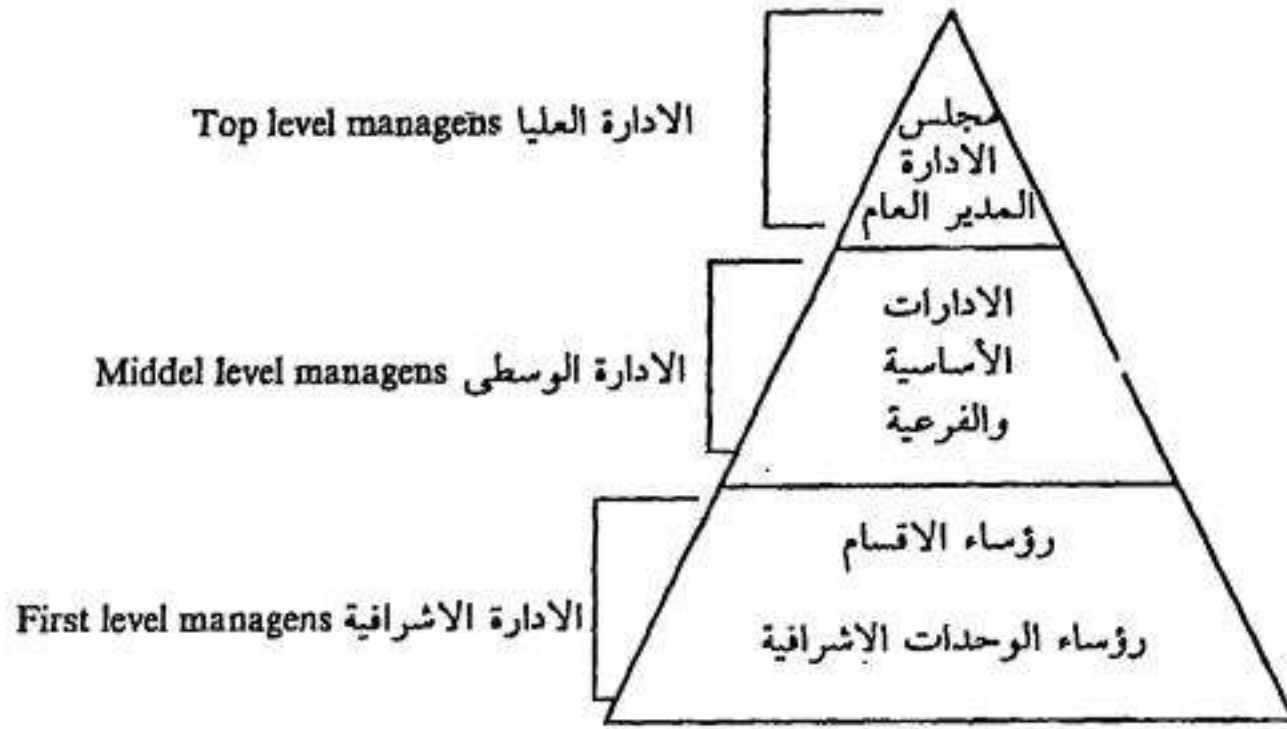 مجلس
الادارة
المدير العام
Top level managens الادارة العليا
الادارات
الأساسية
والفرعية
Middel level managens الادارة الوسطى
رؤساء الاقسام
رؤساء الوحدات الإشرافية
First level managens الادارة الاشرافية